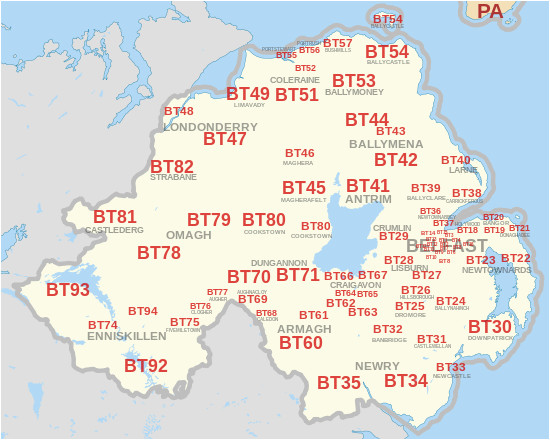 PA
BT54
BALLYCASTLE
BT57
BUSHMILLS
PORTRUSH
BT56
PORTSTEWART
BT55
BT54
BALLYCASTLE
BT52
COLERAINE
BT53
BALLYMONEY
BT49
LIMAVADY
BT51
BT48
LONDONDERRY
BT47
BT44
BT43
BALLYMENA
BT42
BT46
MAGHERA
BT40
LARNE
BT82
STRABANE
BT45
MAGHERAFELT
BT41
ANTRIM
BT39
BALLYCLARE
BT38
CARRICKFERGUS
BT81
CASTLEDERG
BT79
OMAGH
BT78
BT80
COOKSTOWN
BT80
COOKSTOWN
CRUMLIN
BT29
BT36
NEWTOWNABBEY
BT37
HOLYWOOD
BT18
BT20
BANGOR
BT19
BT21
DONAGHADEE
BT14
BELFAST
DUNGANNON
BT70
BT71
BT66
BT67
CRAIGAVON
BT64
BT65
BT28
LISBURN
BT27
BT23
NEWTOWNARDS
BT22
BT93
BT77
AUGHER
AUGHNACLOY
BT69
BT76
CLOGHER
BT68
CALEDON
BT62
BT63
BT61
ARMAGH
BT60
BT26
HILLSBOROUGH
BT25
DROMORE
BT24
BALLYNAHINCH
BT94
BT74
ENNISKILLEN
BT75
FIVEMILETOWN
BT92
BT32
BANBRIDGE
BT31
CASTLEWELLAN
BT30
DOWNPATRICK
NEWRY
BT35
BT34
BT33
NEWCASTLE